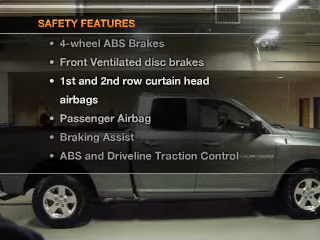 SAFETY FEATURES
• 4-wheel ABS Brakes
• Front Ventilated disc brakes
• 1st and 2nd row curtain head
airbags
• Passenger Airbag
• Braking Assist
• ABS and Driveline Traction Control